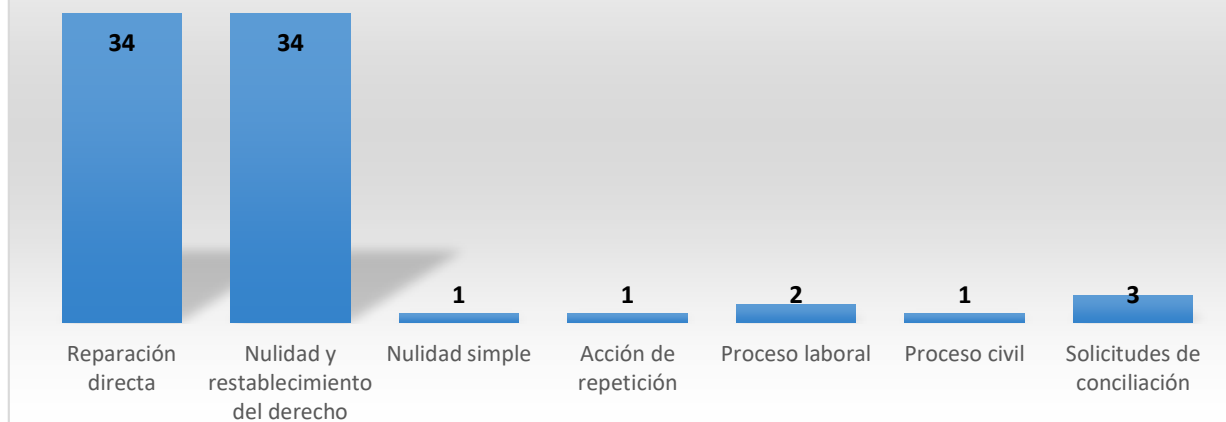 34
34
1
1
2
1
3
Reparación
directa
Nulidad y
restablecimiento
del derecho
Nulidad simple
Acción de
repetición
Proceso laboral
Proceso civil
Solicitudes de
conciliación